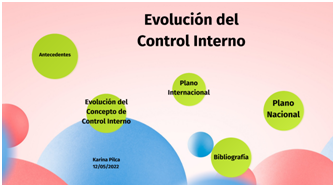 Evolución del
Control Interno
Antecedentes
Plano
Internacional
Evolución del
Concepto de
Control Interno
Plano
Nacional
Bibliografía
Karina Pilca
12/05/2022